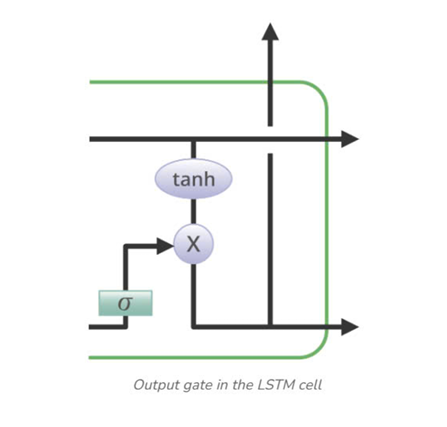 tanh
X
σ
Output gate in the LSTM cell